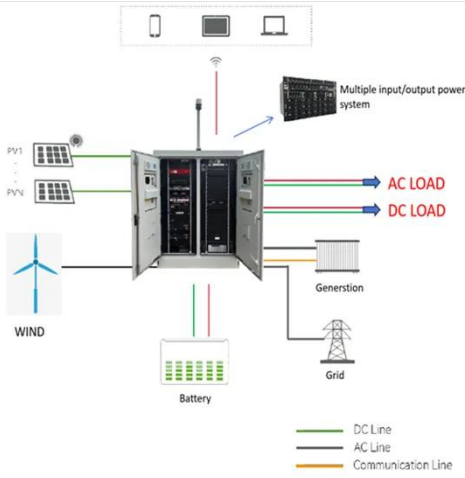 Multiple input/output power
system
PV1
PVN
AC LOAD
DC LOAD
Generstion
WIND
Grid
Battery
DC Line
AC Line
Communication Line